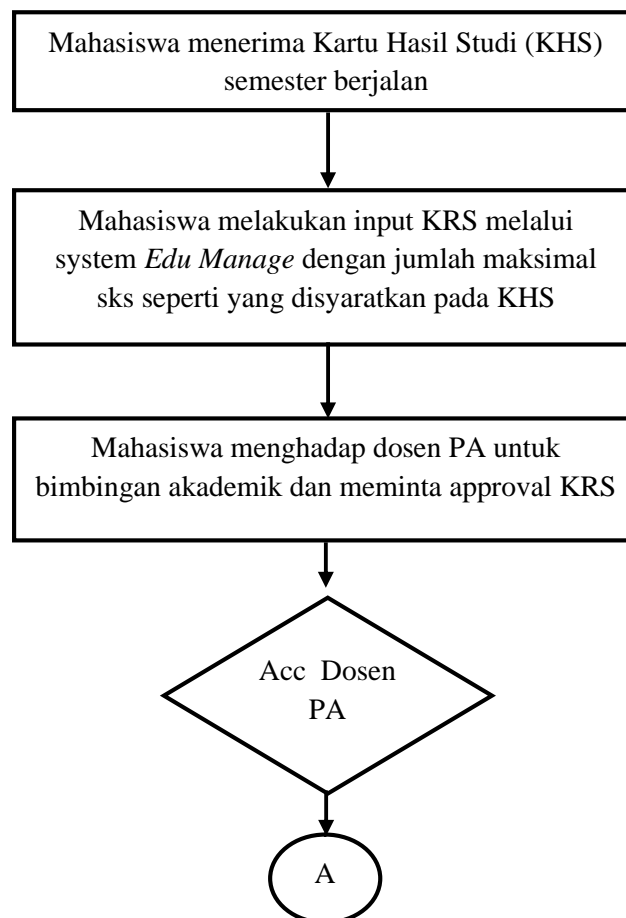 Mahasiswa menerima Kartu Hasil Studi (KHS)
semester berjalan
Mahasiswa melakukan input KRS melalui
system Edu Manage dengan jumlah maksimal
sks seperti yang disyaratkan pada KHS
Mahasiswa menghadap dosen PA untuk
bimbingan akademik dan meminta approval KRS
Acc Dosen
PA
A